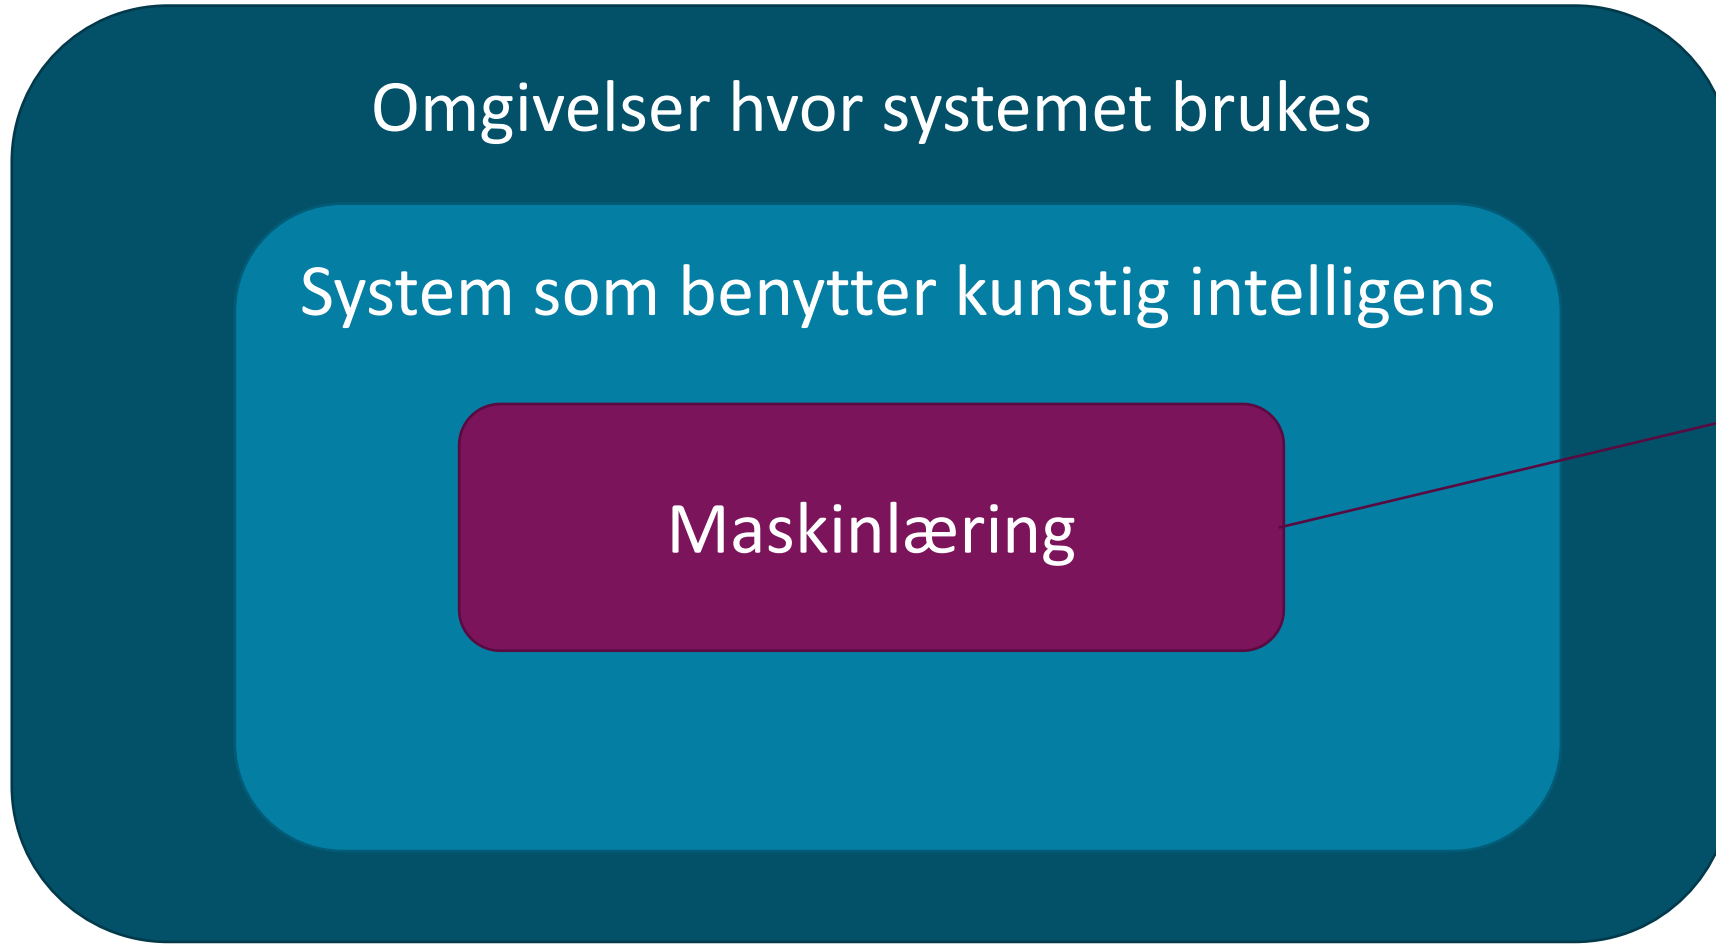 Omgivelser hvor systemet brukes
System som benytter kunstig intelligens
Maskinlæring